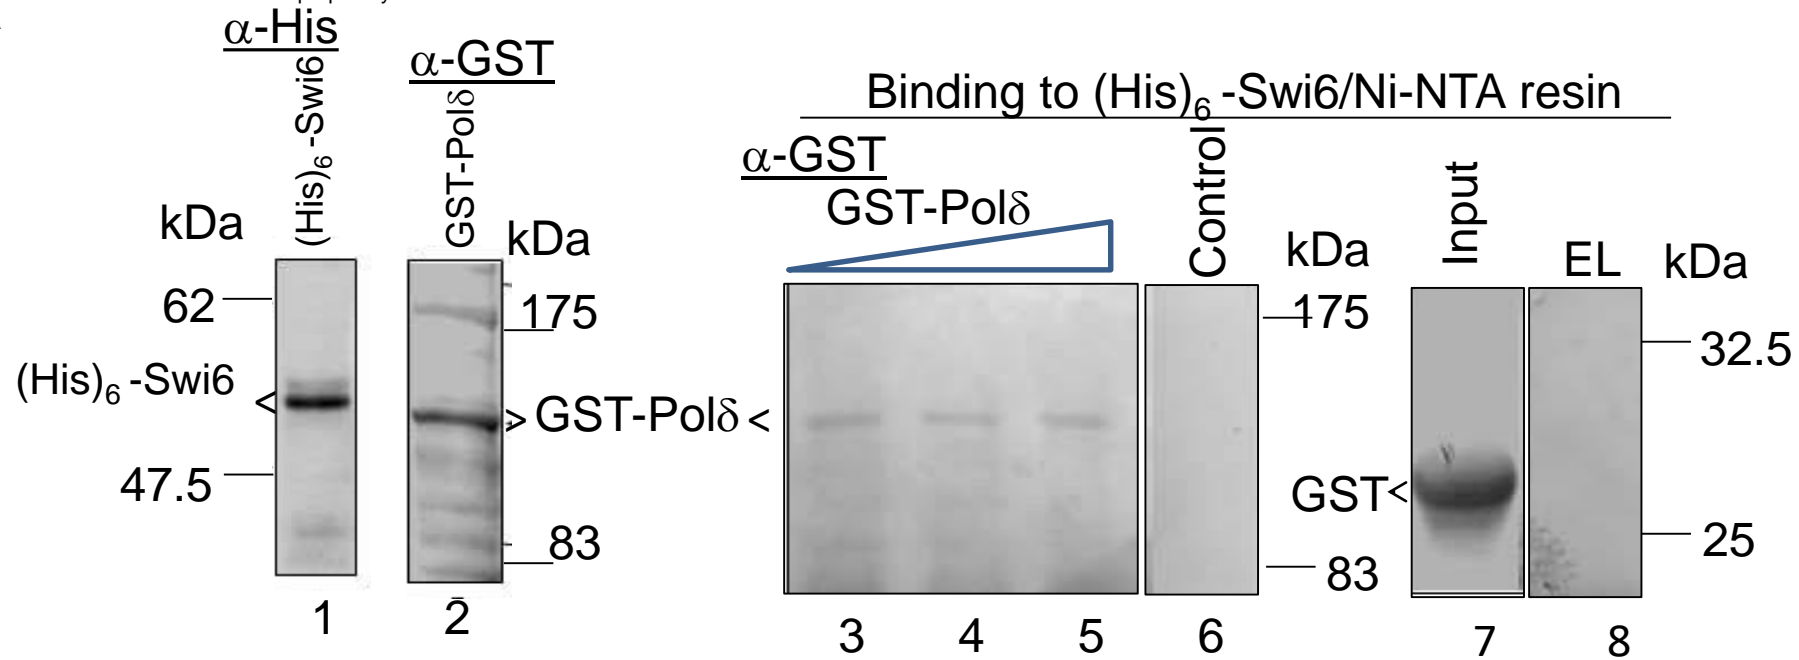 α-His
(His)6 -Swi6
kDa
62
(His)6 -Swi6
<
47.5
1
α-GST
GST-Polδ
kDa
175
> GST-Polδ <
83
2
Binding to (His)6 -Swi6/Ni-NTA resin
α-GST
GST-Polδ
Control
kDa
175
83
3 4 5 6
Input
EL
kDa
32.5
GST<
25
7 8